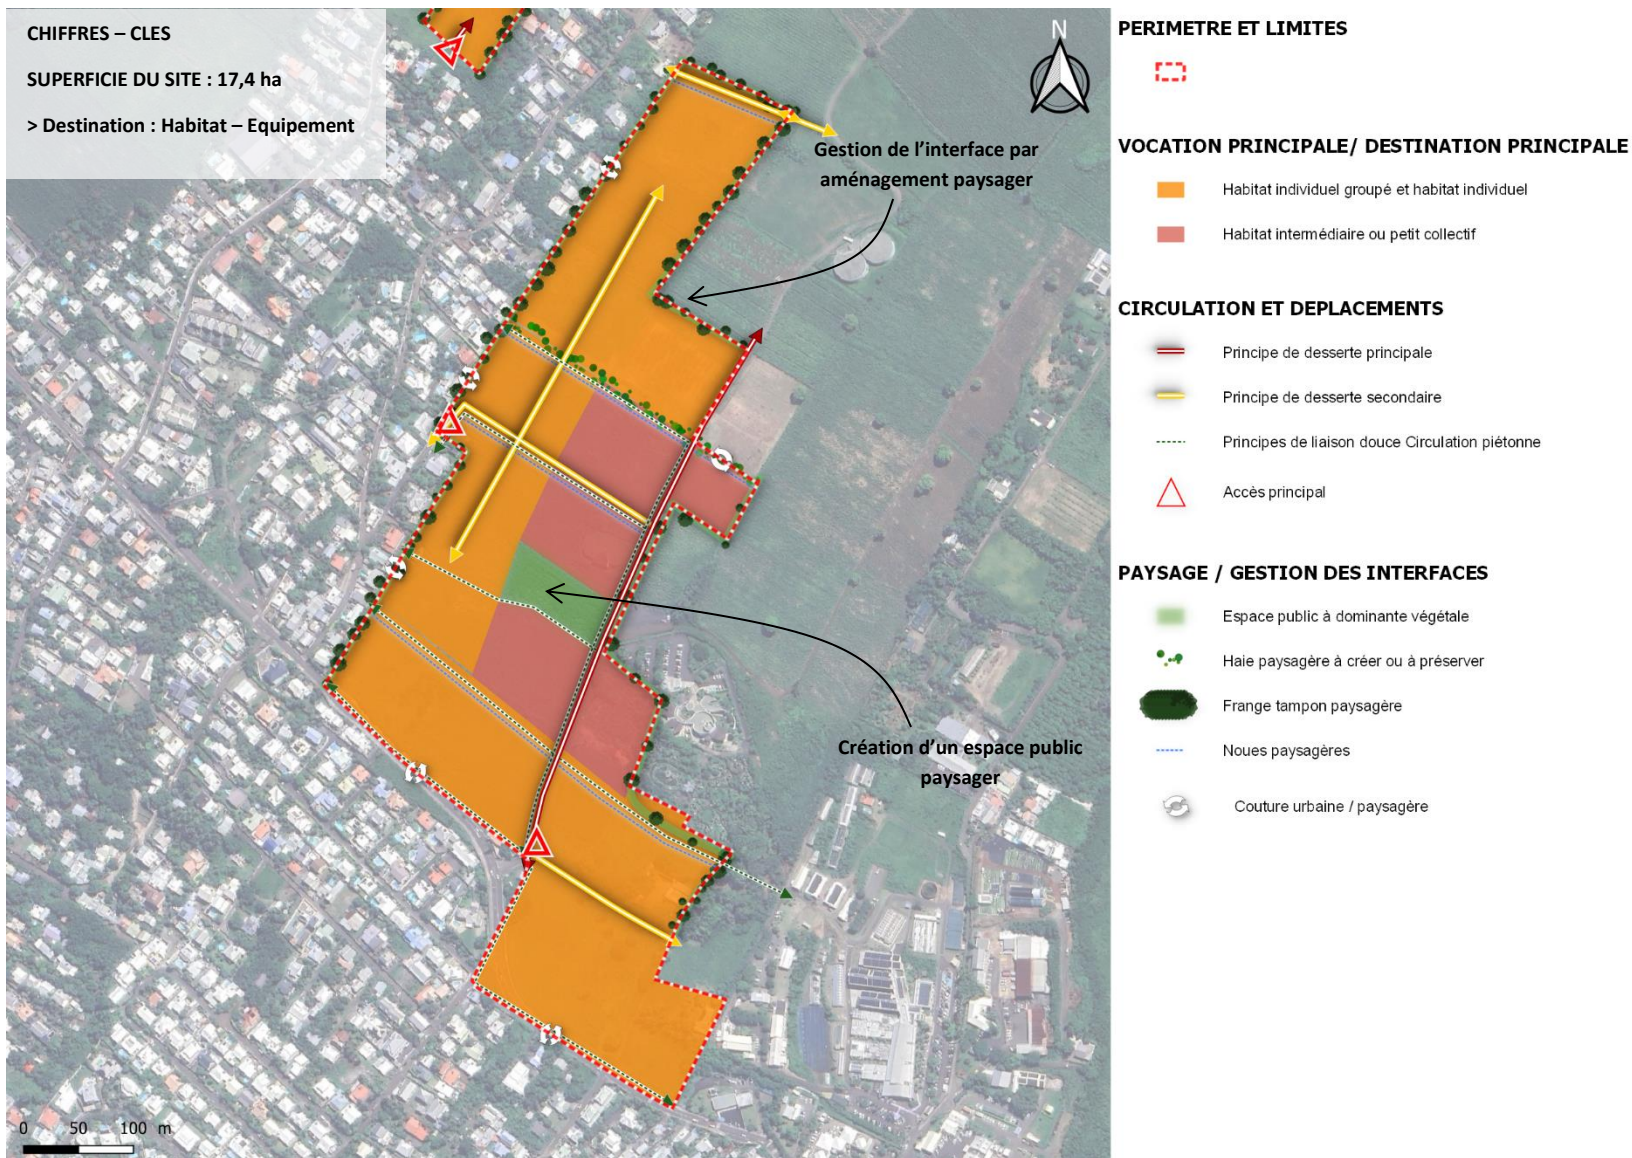 CHIFFRES – CLES
SUPERFICIE DU SITE : 17,4 ha
> Destination : Habitat – Equipement
N
Gestion de l'interface par
aménagement paysager
Création d'un espace public
paysager
0 50 100 m
PERIMETRE ET LIMITES
VOCATION PRINCIPALE/ DESTINATION PRINCIPALE
Habitat individuel groupé et habitat individuel
Habitat intermédiaire ou petit collectif
CIRCULATION ET DEPLACEMENTS
Principe de desserte principale
Principe de desserte secondaire
Principes de liaison douce Circulation piétonne
Accès principal
PAYSAGE / GESTION DES INTERFACES
Espace public à dominante végétale
Haie paysagère à créer ou à préserver
Frange tampon paysagère
Noues paysagères
Couture urbaine / paysagère